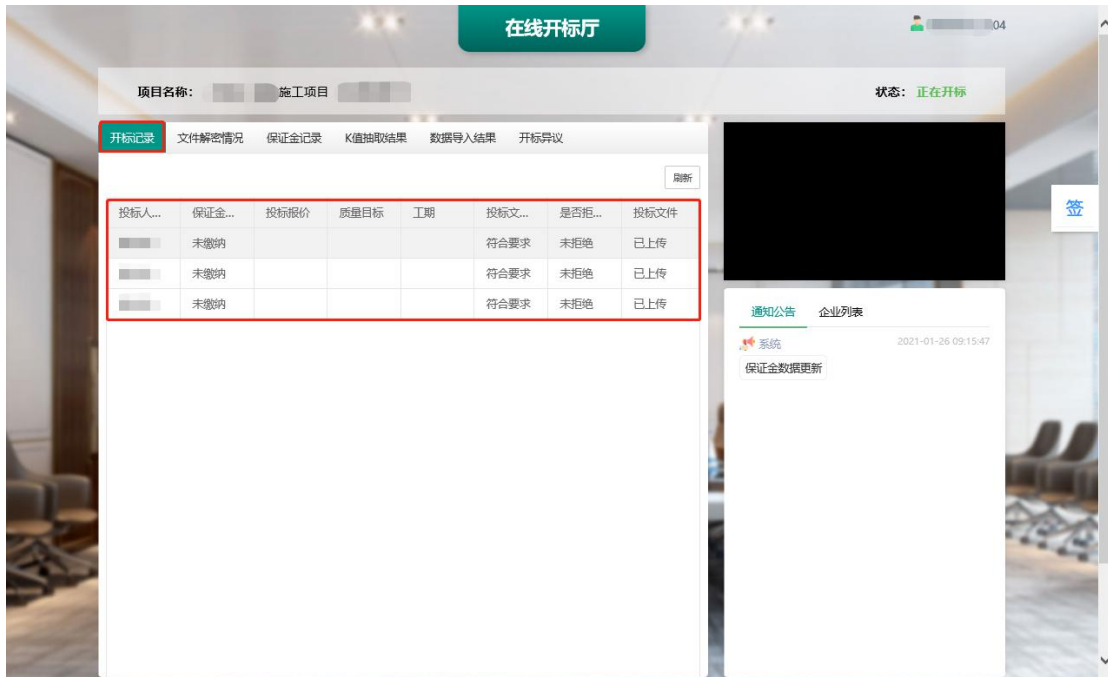 在线开标厅
04
项目名称： 施工项目
状态： 正在开标
开标记录 文件解密情况 保证金记录 K值抽取结果 数据导入结果 开标异议
刷新
签
投标人... 保证金... 投标报价 质量目标 工期 投标文... 是否拒... 投标文件
未缴纳 符合要求 未拒绝 已上传
未缴纳 符合要求 未拒绝 已上传
未缴纳 符合要求 未拒绝 已上传
通知公告 企业列表
系统 2021-01-26 09:15:47
保证金数据更新